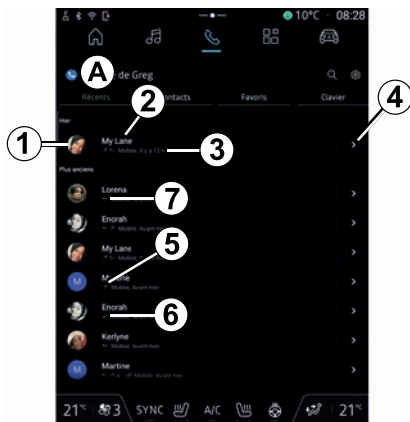 10°C · 08:28
A
de Greg
Récents
Contacts
Favoris
Clavier
Hier
1
2
My Lane
3
Mobile, Il y a 12 h
4
Plus anciens
Lorena
7
Enorah
Mobile, Avant-hier
My Lane
Mobile,
5
M
Mobile, Avant-hier
Enorah
6
Mobile, Avant-hier
Kerlyne
Mobile, Avant-hier
M
Martine
(4) Mobile, Avant-hier
21°C
3
SYNC
A/C
21°C